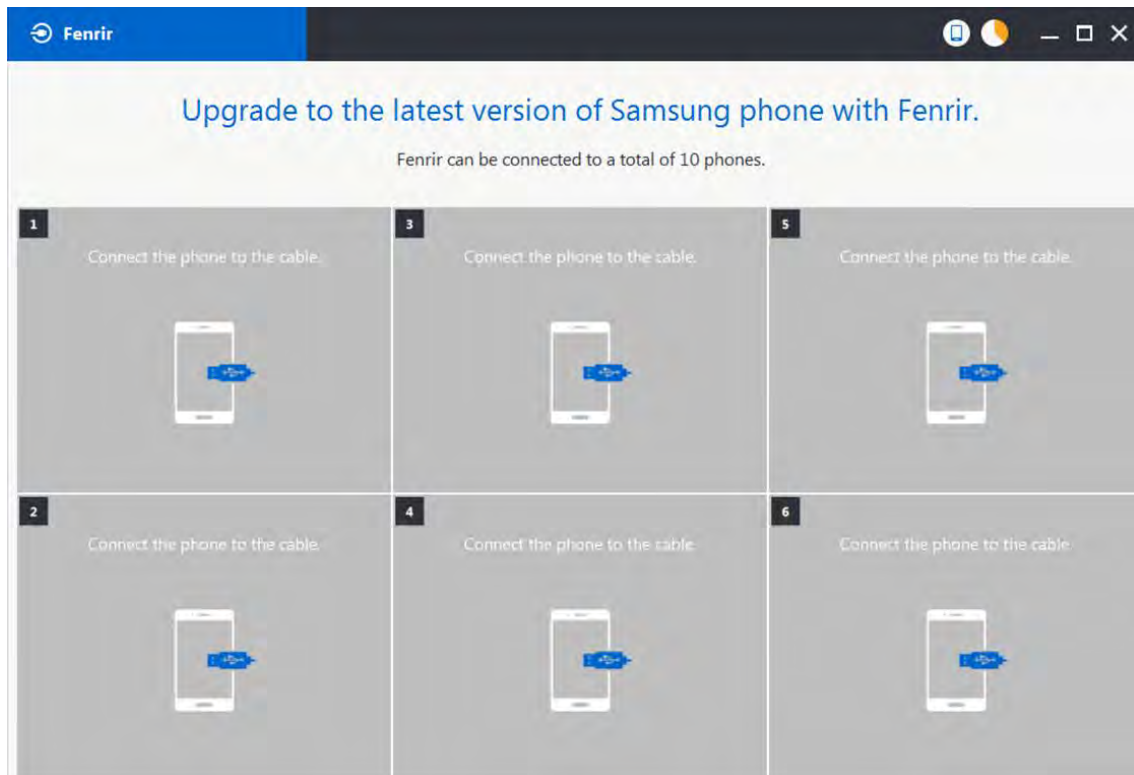 Fenrir
Upgrade to the latest version of Samsung phone with Fenrir.
Fenrir can be connected to a total of 10 phones.
1
Connect the phone to the cable.
3
Connect the phone to the cable.
5
Connect the phone to the cable.
2
Connect the phone to the cable.
4
Connect the phone to the cable.
6
Connect the phone to the cable.